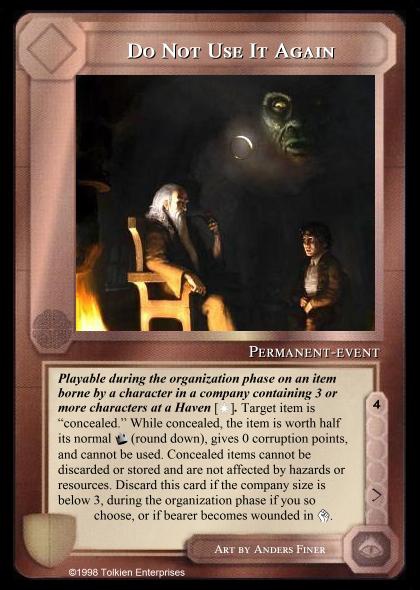 Do Not Use It Again
Permanent-event
Playable during the organization phase on an item
borne by a character in a company containing 3 or
more characters at a Haven [ ]. Target item is
“concealed.” While concealed, the item is worth half
its normal (round down), gives 0 corruption points,
and cannot be used. Concealed items cannot be
discarded or stored and are not affected by hazards or
resources. Discard this card if the company size is
below 3, during the organization phase if you so
choose, or if bearer becomes wounded in .
4
Art by Anders Finer
©1998 Tolkien Enterprises